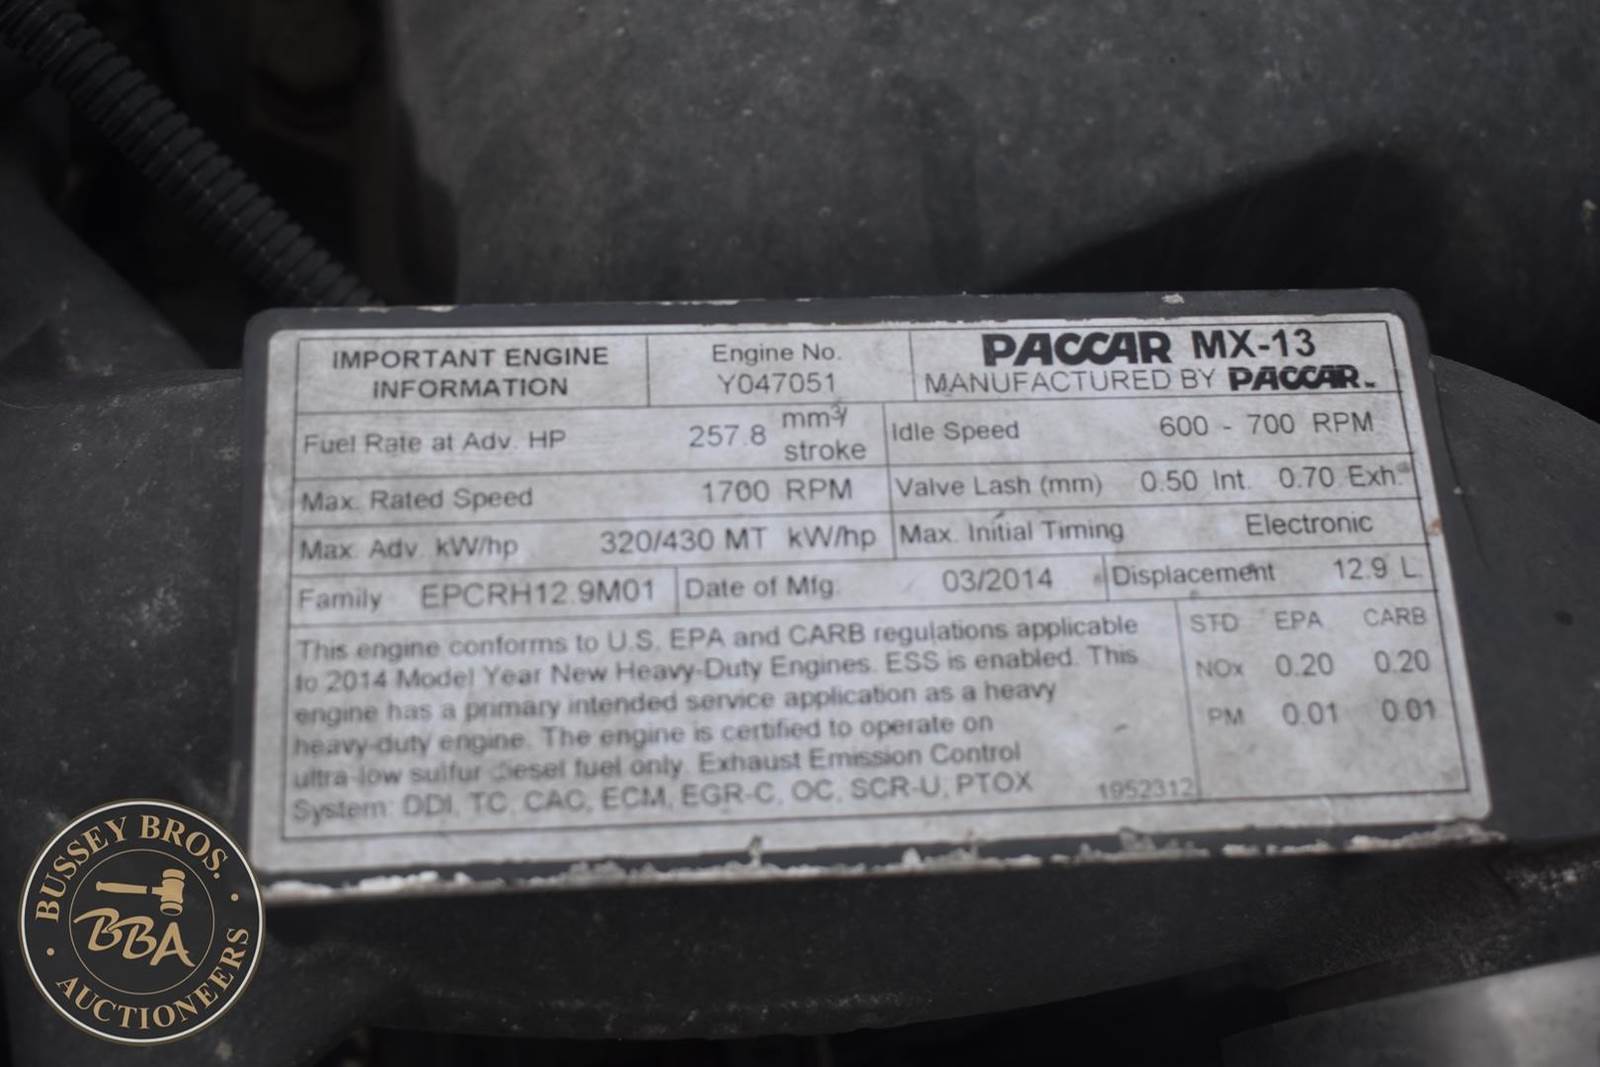 IMPORTANT ENGINE
INFORMATION
Engine No.
Y047051
PACCAR MX-13
MANUFACTURED BY PACCAR
Fuel Rate at Adv. HP 257.8 mm3/
stroke
Idle Speed 600 - 700 RPM
Max. Rated Speed 1700 RPM
Valve Lash (mm) 0.50 Int. 0.70 Exh.
Max. Adv. kW/hp 320/430 MT kW/hp
Max. Initial Timing Electronic
Family EPCRH12.9M01
Date of Mfg. 03/2014
Displacement 12.9 L
This engine conforms to U.S. EPA and CARB regulations applicable
to 2014 Model Year New Heavy-Duty Engines. ESS is enabled. This
engine has a primary intended service application as a heavy
heavy-duty engine. The engine is certified to operate on
ultra-low sulfur diesel fuel only. Exhaust Emission Control
System: DDI, TC, CAC, ECM, EGR-C, OC, SCR-U, PTOX
1952312
STD EPA CARB
NOx 0.20 0.20
PM 0.01 0.01
BUSSEY BROS.
BBA
AUCTIONEERS